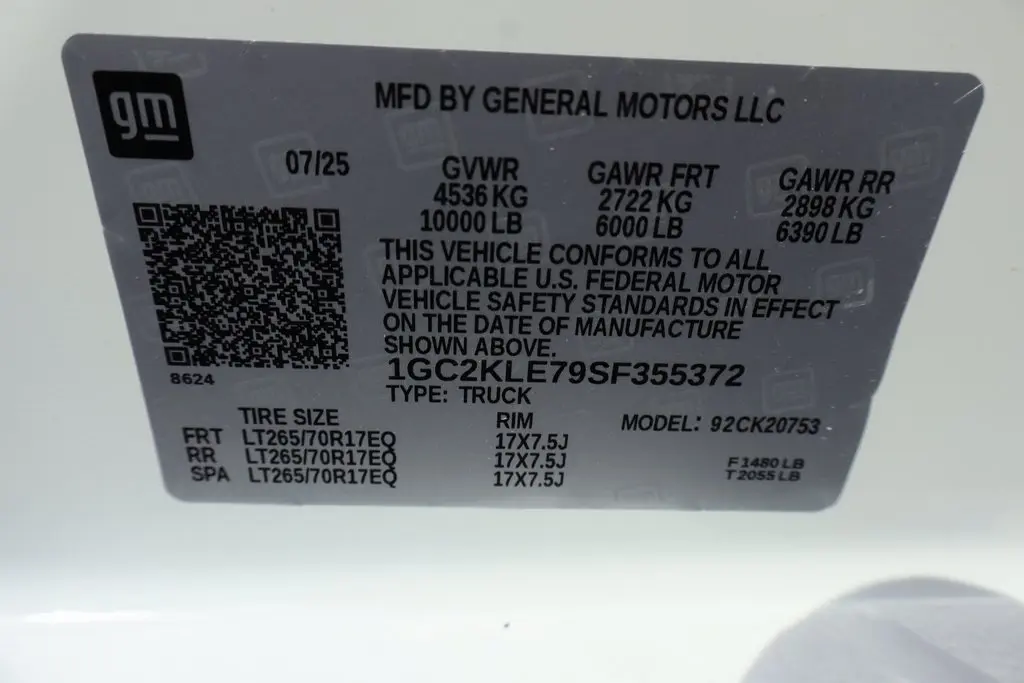 gm
MFD BY GENERAL MOTORS LLC
07/25 GVWR GAWR FRT GAWR RR
4536 KG 2722 KG 2898 KG
10000 LB 6000 LB 6390 LB
THIS VEHICLE CONFORMS TO ALL
APPLICABLE U.S. FEDERAL MOTOR
VEHICLE SAFETY STANDARDS IN EFFECT
ON THE DATE OF MANUFACTURE
SHOWN ABOVE.
1GC2KLE79SF355372
8624
TYPE: TRUCK
TIRE SIZE RIM MODEL: 92CK20753
FRT LT265/70R17EQ 17X7.5J
RR LT265/70R17EQ 17X7.5J F1480 LB
SPA LT265/70R17EQ 17X7.5J T2055 LB